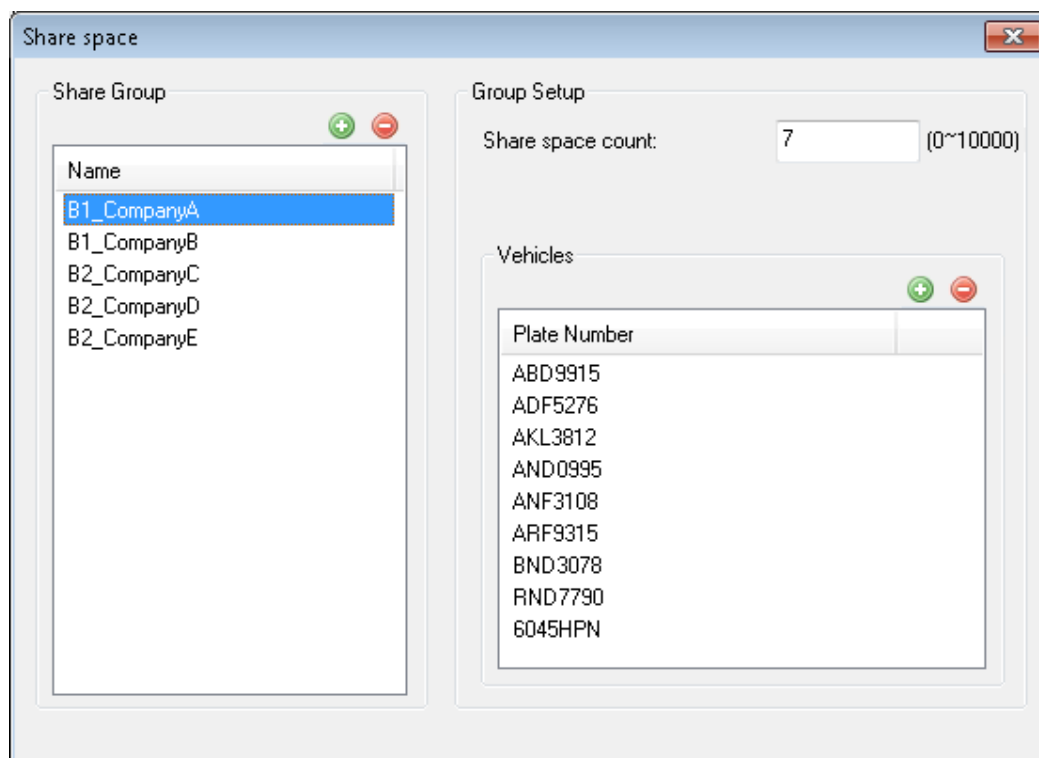 Share space
Share Group
Name
B1_CompanyA
B1_CompanyB
B2_CompanyC
B2_CompanyD
B2_CompanyE
Group Setup
Share space count: 7 (0~10000)
Vehicles
Plate Number
ABD9915
ADF5276
AKL3812
AND0995
ANF3108
ARF9315
BND3078
RND7790
6045HPN